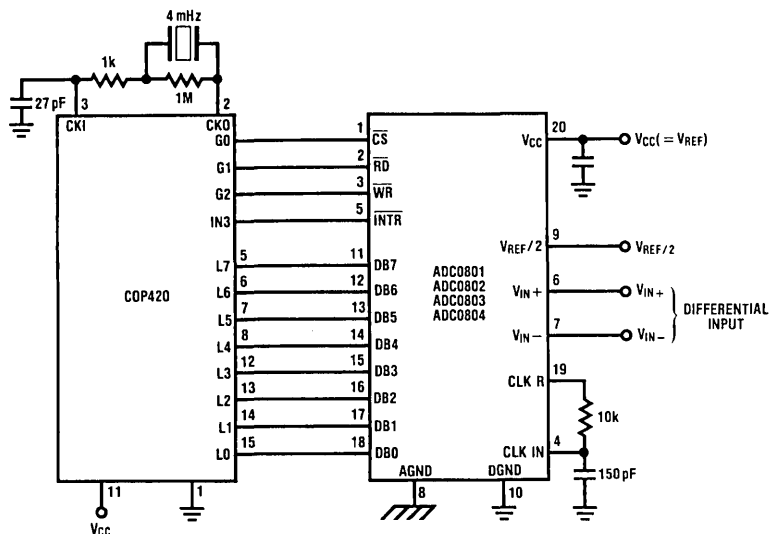 4 mHz
1k
1M
27 pF
3
2
CKI
CKO
G0
1
C̅S̅
G1
2
R̅D̅
G2
3
W̅R̅
IN3
5
I̅N̅T̅R̅
L7
5
11
DB7
L6
6
12
DB6
L5
7
13
DB5
L4
8
14
DB4
L3
12
15
DB3
L2
13
16
DB2
L1
14
17
DB1
L0
15
18
DB0
COP420
11
1
VCC
ADC0801
ADC0802
ADC0803
ADC0804
VCC
20
VCC(= VREF)
VREF/2
9
VREF/2
VIN+
6
VIN+
VIN−
7
VIN−
DIFFERENTIAL
INPUT
CLK R
19
10k
CLK IN
4
150 pF
AGND
8
DGND
10